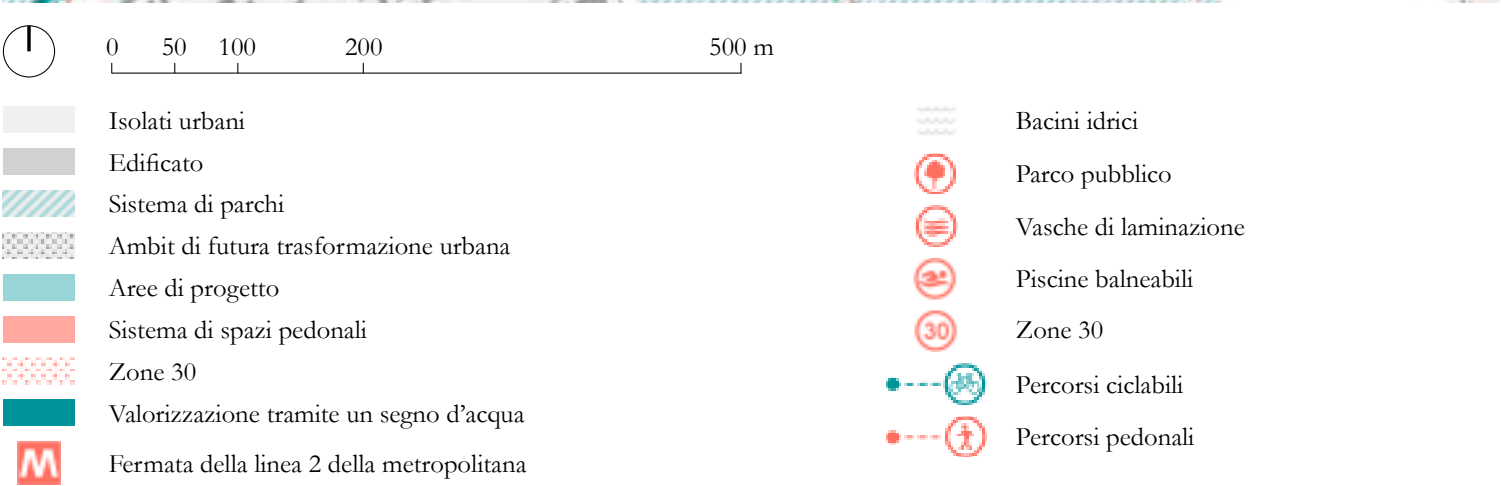 0 50 100 200 500 m
Isolati urbani
Edificato
Sistema di parchi
Ambit di futura trasformazione urbana
Aree di progetto
Sistema di spazi pedonali
Zone 30
Valorizzazione tramite un segno d'acqua
M Fermata della linea 2 della metropolitana
Bacini idrici
Parco pubblico
Vasche di laminazione
Piscine balneabili
30 Zone 30
Percorsi ciclabili
Percorsi pedonali